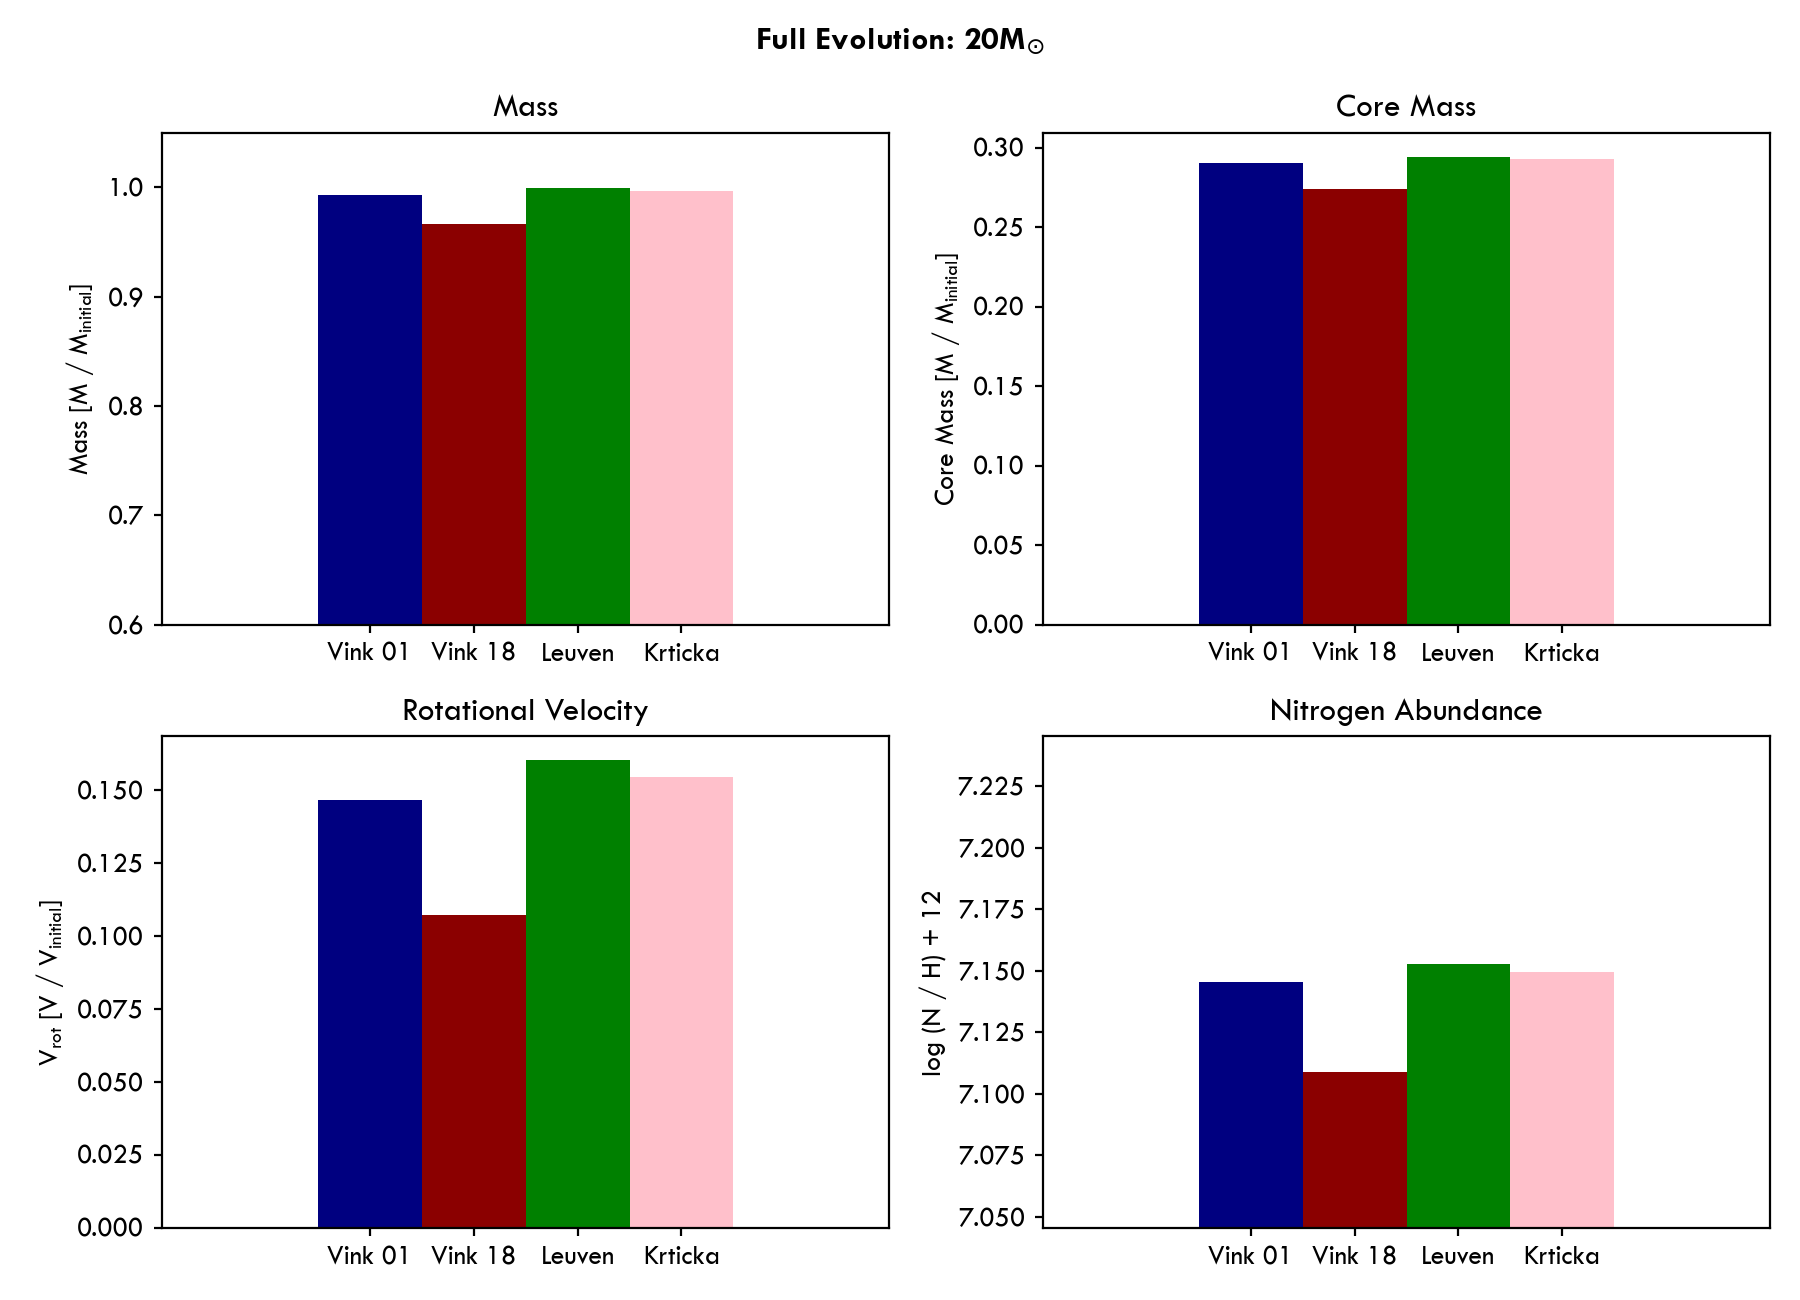 Full Evolution: 20M☉
Mass
Mass [M / Minitial]
1.0
0.9
0.8
0.7
0.6
Vink 01 Vink 18 Leuven Krticka
Core Mass
Core Mass [M / Minitial]
0.30
0.25
0.20
0.15
0.10
0.05
0.00
Vink 01 Vink 18 Leuven Krticka
Rotational Velocity
Vrot [V / Vinitial]
0.150
0.125
0.100
0.075
0.050
0.025
0.000
Vink 01 Vink 18 Leuven Krticka
Nitrogen Abundance
log (N / H) + 12
7.225
7.200
7.175
7.150
7.125
7.100
7.075
7.050
Vink 01 Vink 18 Leuven Krticka